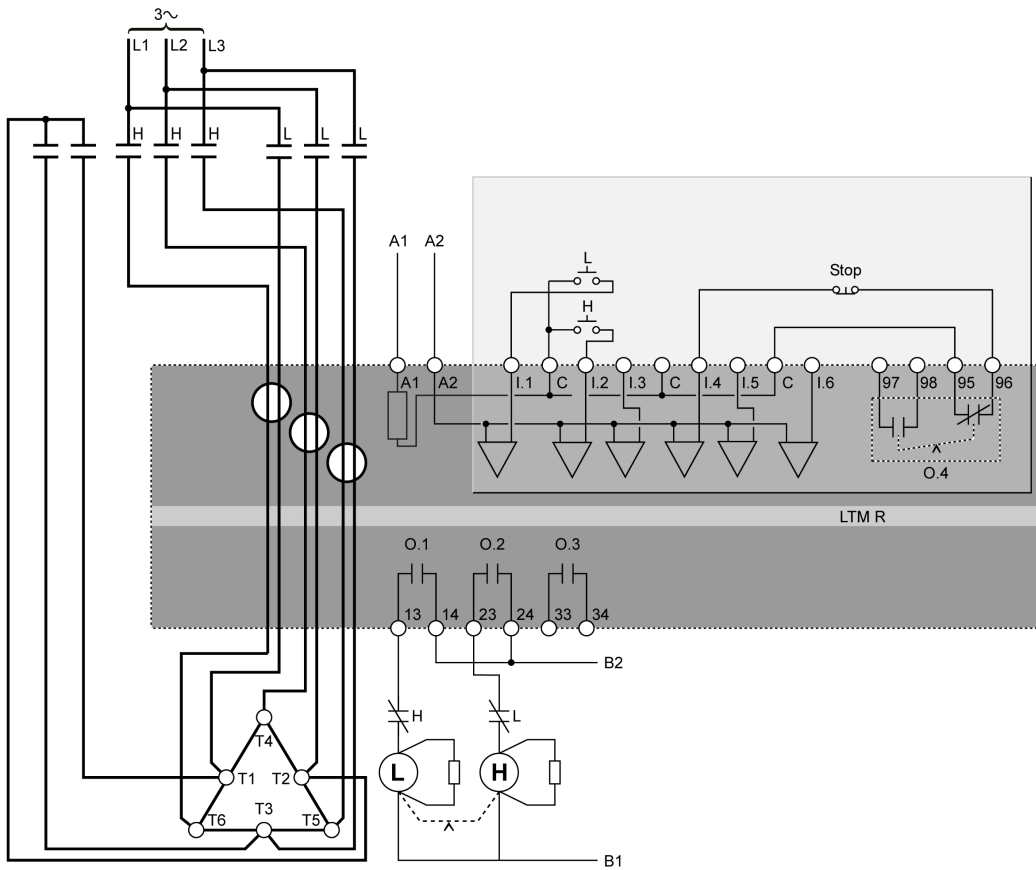 3～
L1 L2 L3
H H H L L L
A1 A2
L
H
Stop
A1 A2 I.1 C I.2 I.3 C I.4 I.5 C I.6 97 98 95 96
O.4
LTM R
O.1 O.2 O.3
13 14 23 24 33 34
B2
H L
L H
T4
T1 T2
T3
T6 T5
B1